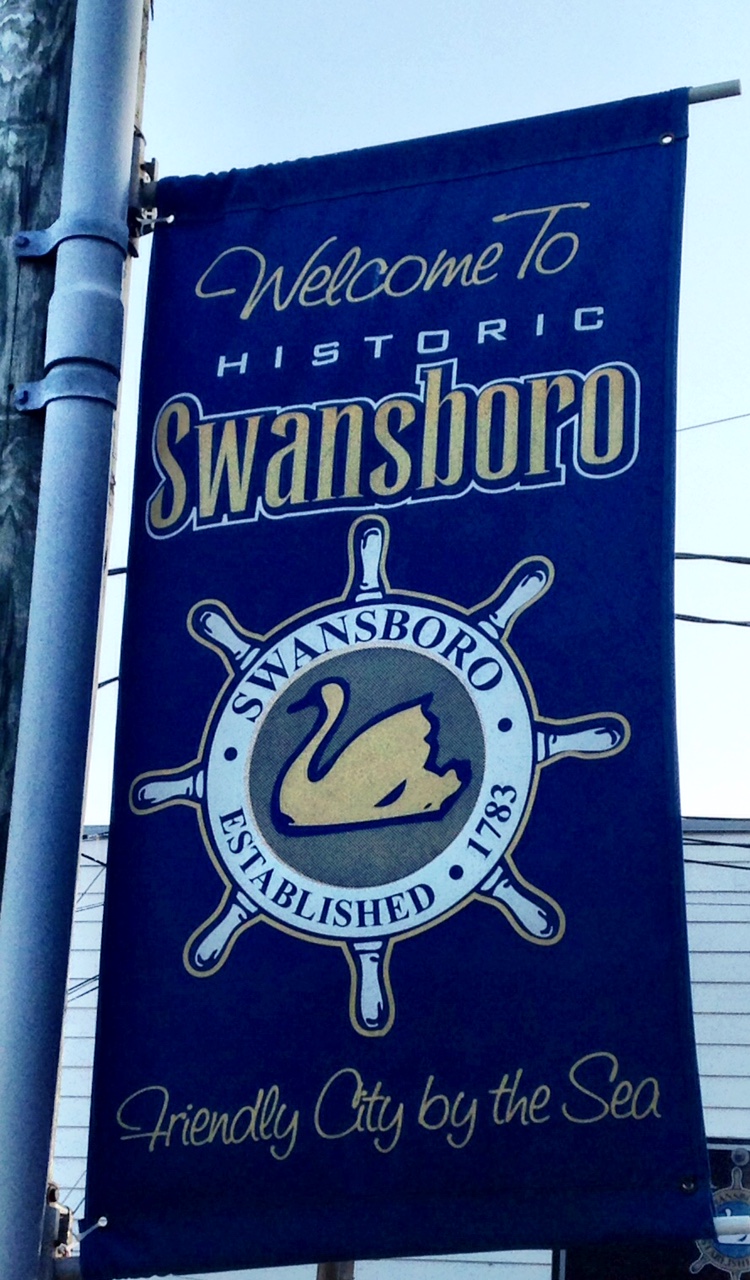 Welcome To
HISTORIC
Swansboro
SWANSBORO
ESTABLISHED • 1783
Friendly City by the Sea